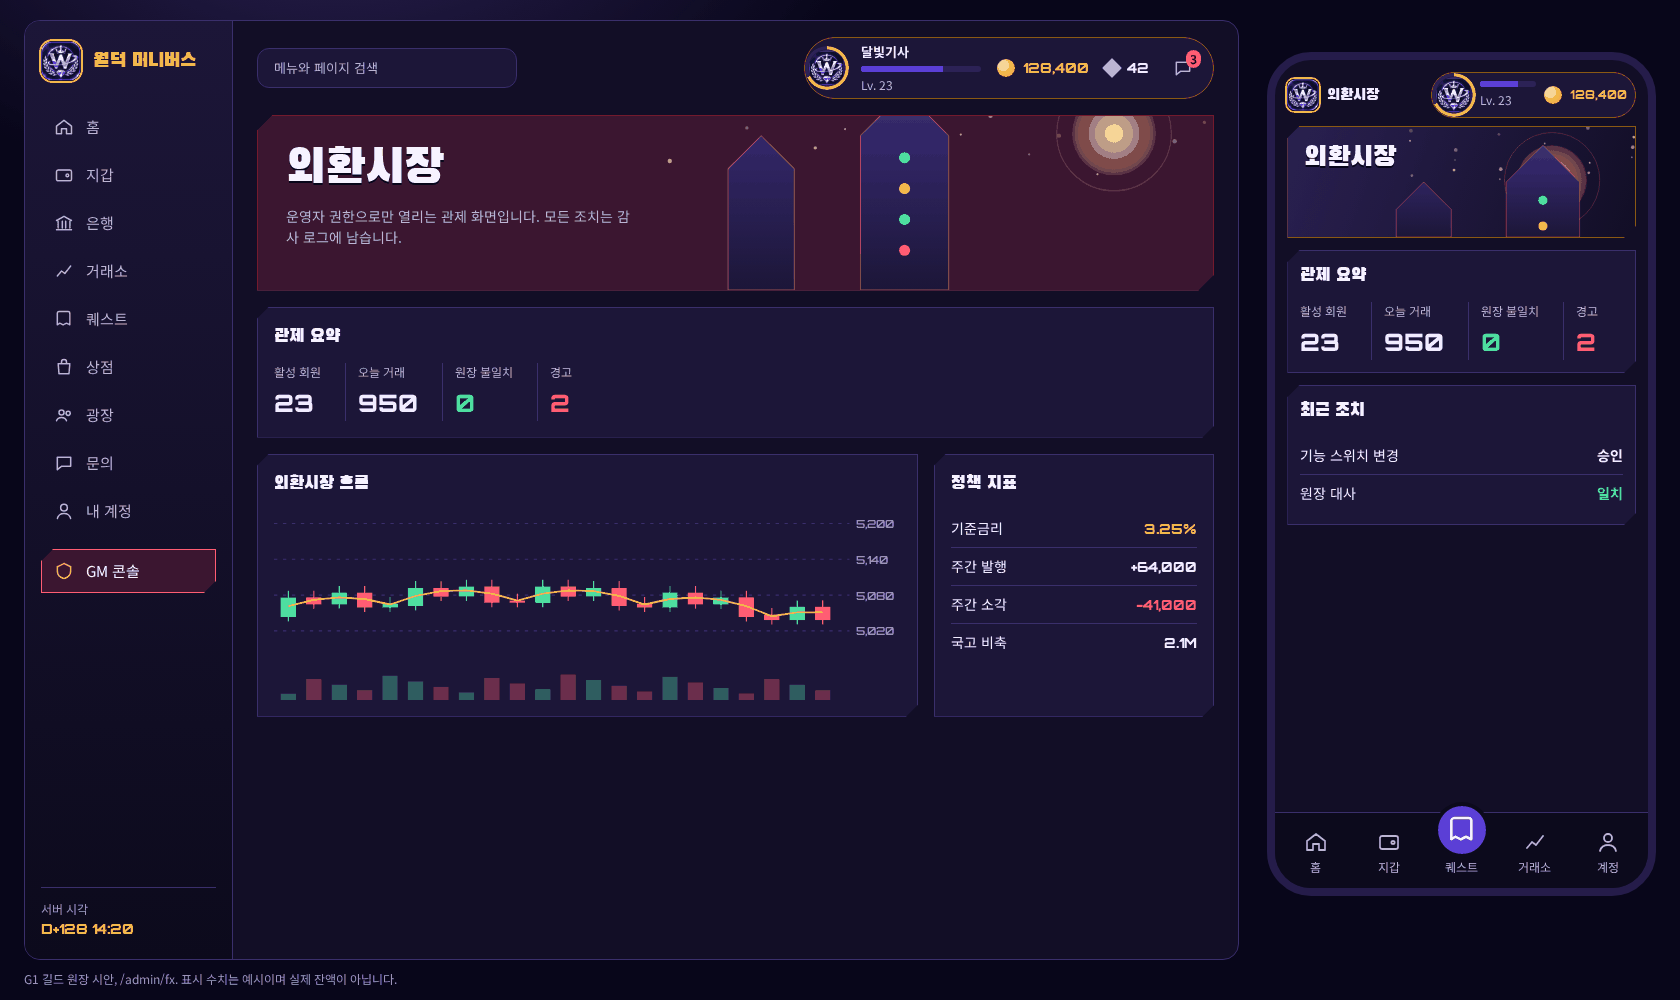 월덕 머니버스
홈
지갑
은행
거래소
퀘스트
상점
광장
문의
내 계정
GM 콘솔
서버 시각
D+128 14:20
메뉴와 페이지 검색
달빛기사
Lv. 23
128,400
42
3
외환시장
운영자 권한으로만 열리는 관제 화면입니다. 모든 조치는 감
사 로그에 남습니다.
관제 요약
활성 회원
23
오늘 거래
950
원장 불일치
0
경고
2
외환시장 흐름
5,200
5,140
5,080
5,020
정책 지표
기준금리
3.25%
주간 발행
+64,000
주간 소각
-41,000
국고 비축
2.1M
W
외환시장
Lv. 23
128,400
외환시장
관제 요약
활성 회원
23
오늘 거래
950
원장 불일치
0
경고
2
최근 조치
기능 스위치 변경
승인
원장 대사
일치
홈
지갑
퀘스트
거래소
계정
G1 길드 원장 시안, /admin/fx. 표시 수치는 예시이며 실제 잔액이 아닙니다.